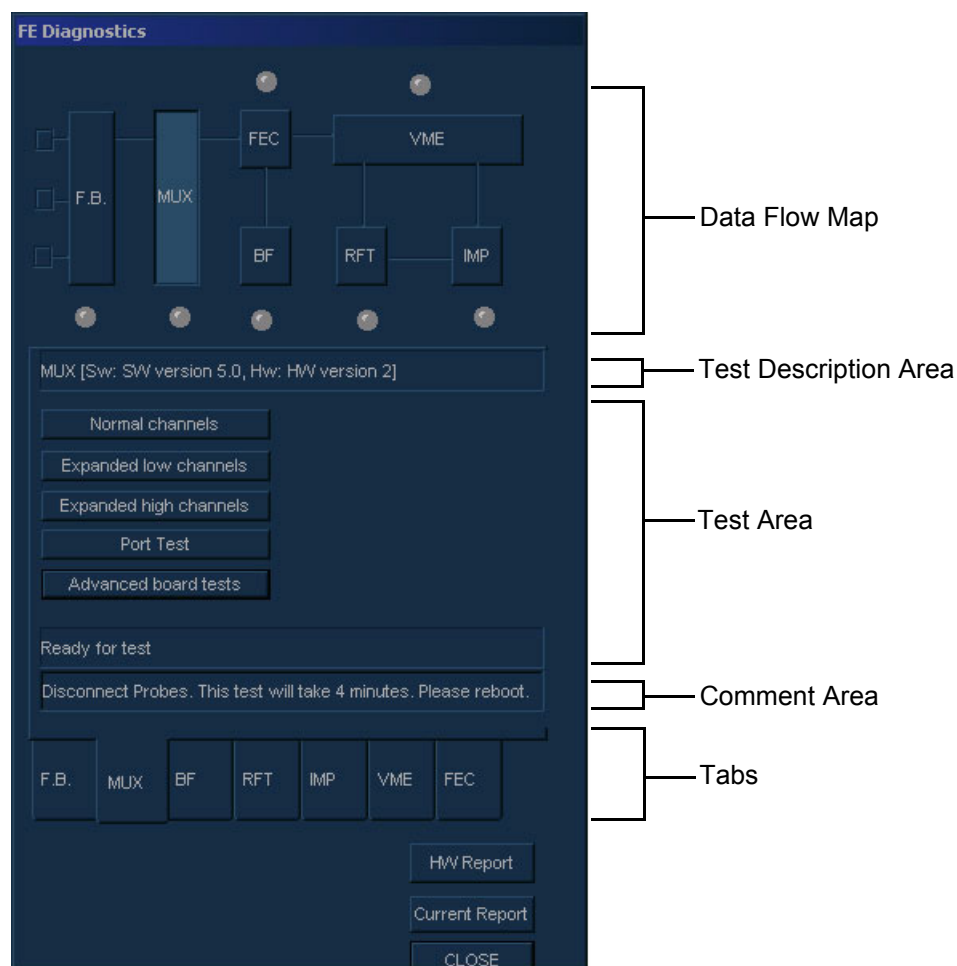 FE Diagnostics
FEC
VME
F.B.
MUX
BF
RFT
IMP
Data Flow Map
MUX [Sw: SW version 5.0, Hw: HW version 2]
Test Description Area
Normal channels
Expanded low channels
Expanded high channels
Port Test
Advanced board tests
Test Area
Ready for test
Disconnect Probes. This test will take 4 minutes. Please reboot.
Comment Area
F.B. MUX BF RFT IMP VME FEC
Tabs
HW Report
Current Report
CLOSE